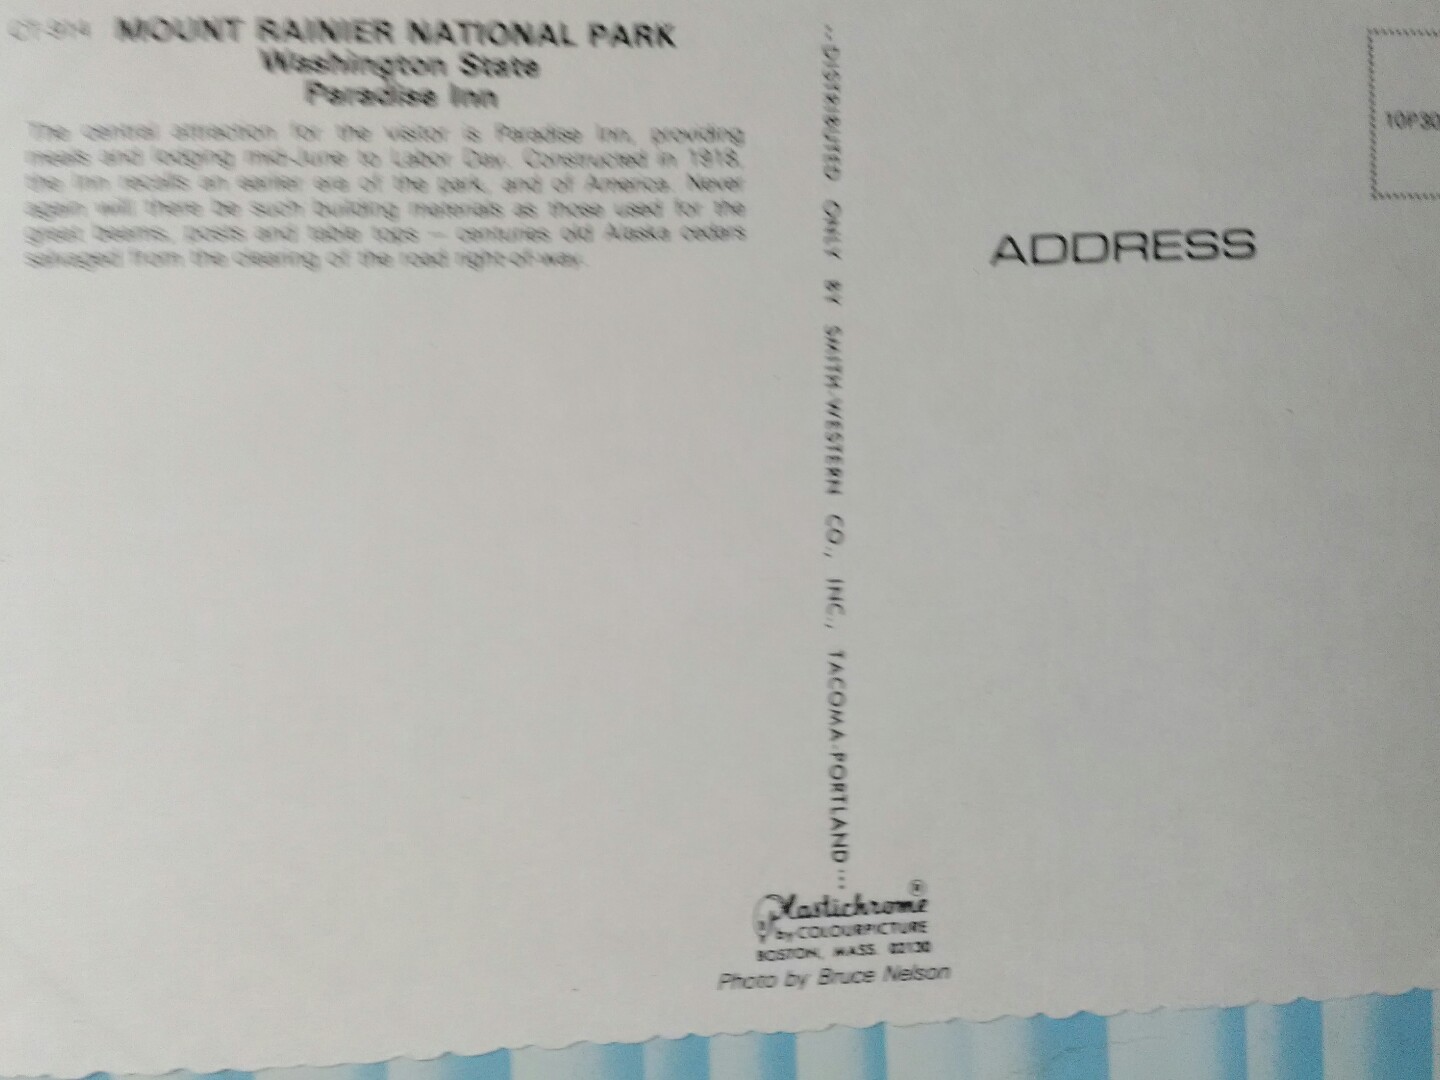 CT-914 MOUNT RAINIER NATIONAL PARK
Washington State
Paradise Inn
The central attraction for the visitor is Paradise Inn, providing
meals and lodging mid-June to Labor Day. Constructed in 1918,
the Inn recalls an earlier era of the park, and of America. Never
again will there be such building materials as those used for the
great beams, posts and table tops — centuries old Alaska cedars
salvaged from the clearing of the road right-of-way.
DISTRIBUTED ONLY BY SMITH-WESTERN CO., INC., TACOMA-PORTLAND...
Plastichrome®
by COLOURPICTURE
BOSTON, MASS. 02130
Photo by Bruce Nelson
10P30
ADDRESS